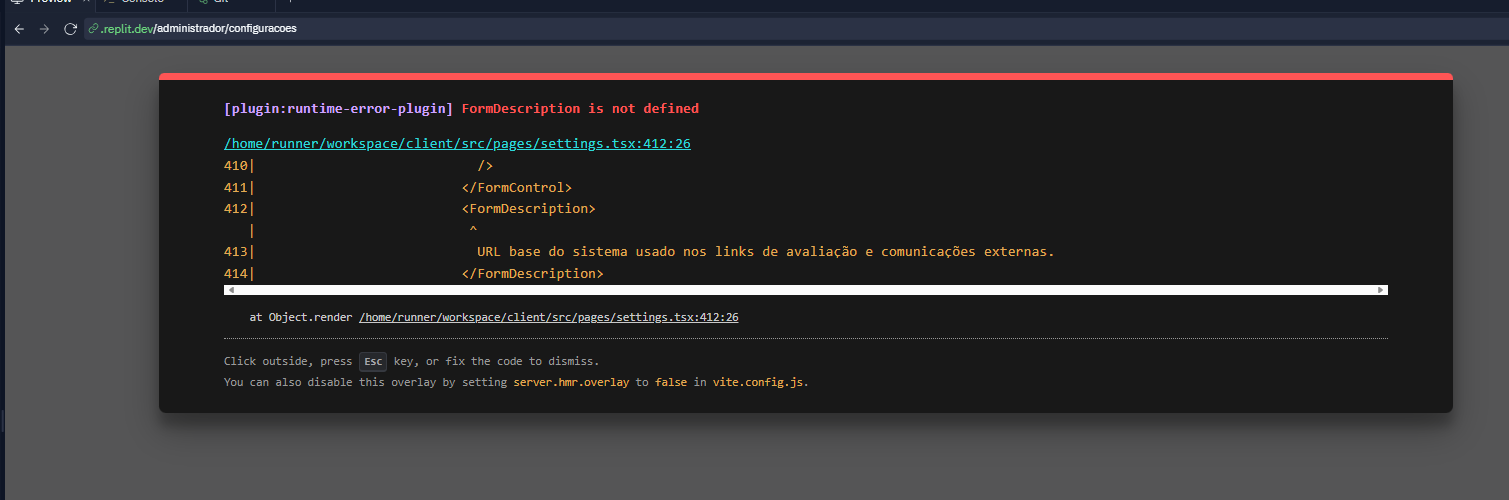 Preview Console Git
.replit.dev/administrador/configuracoes
[plugin:runtime-error-plugin] FormDescription is not defined
/home/runner/workspace/client/src/pages/settings.tsx:412:26
410| />
411| </FormControl>
412| <FormDescription>
| ^
413| URL base do sistema usado nos links de avaliação e comunicações externas.
414| </FormDescription>
at Object.render /home/runner/workspace/client/src/pages/settings.tsx:412:26
Click outside, press Esc key, or fix the code to dismiss.
You can also disable this overlay by setting server.hmr.overlay to false in vite.config.js.